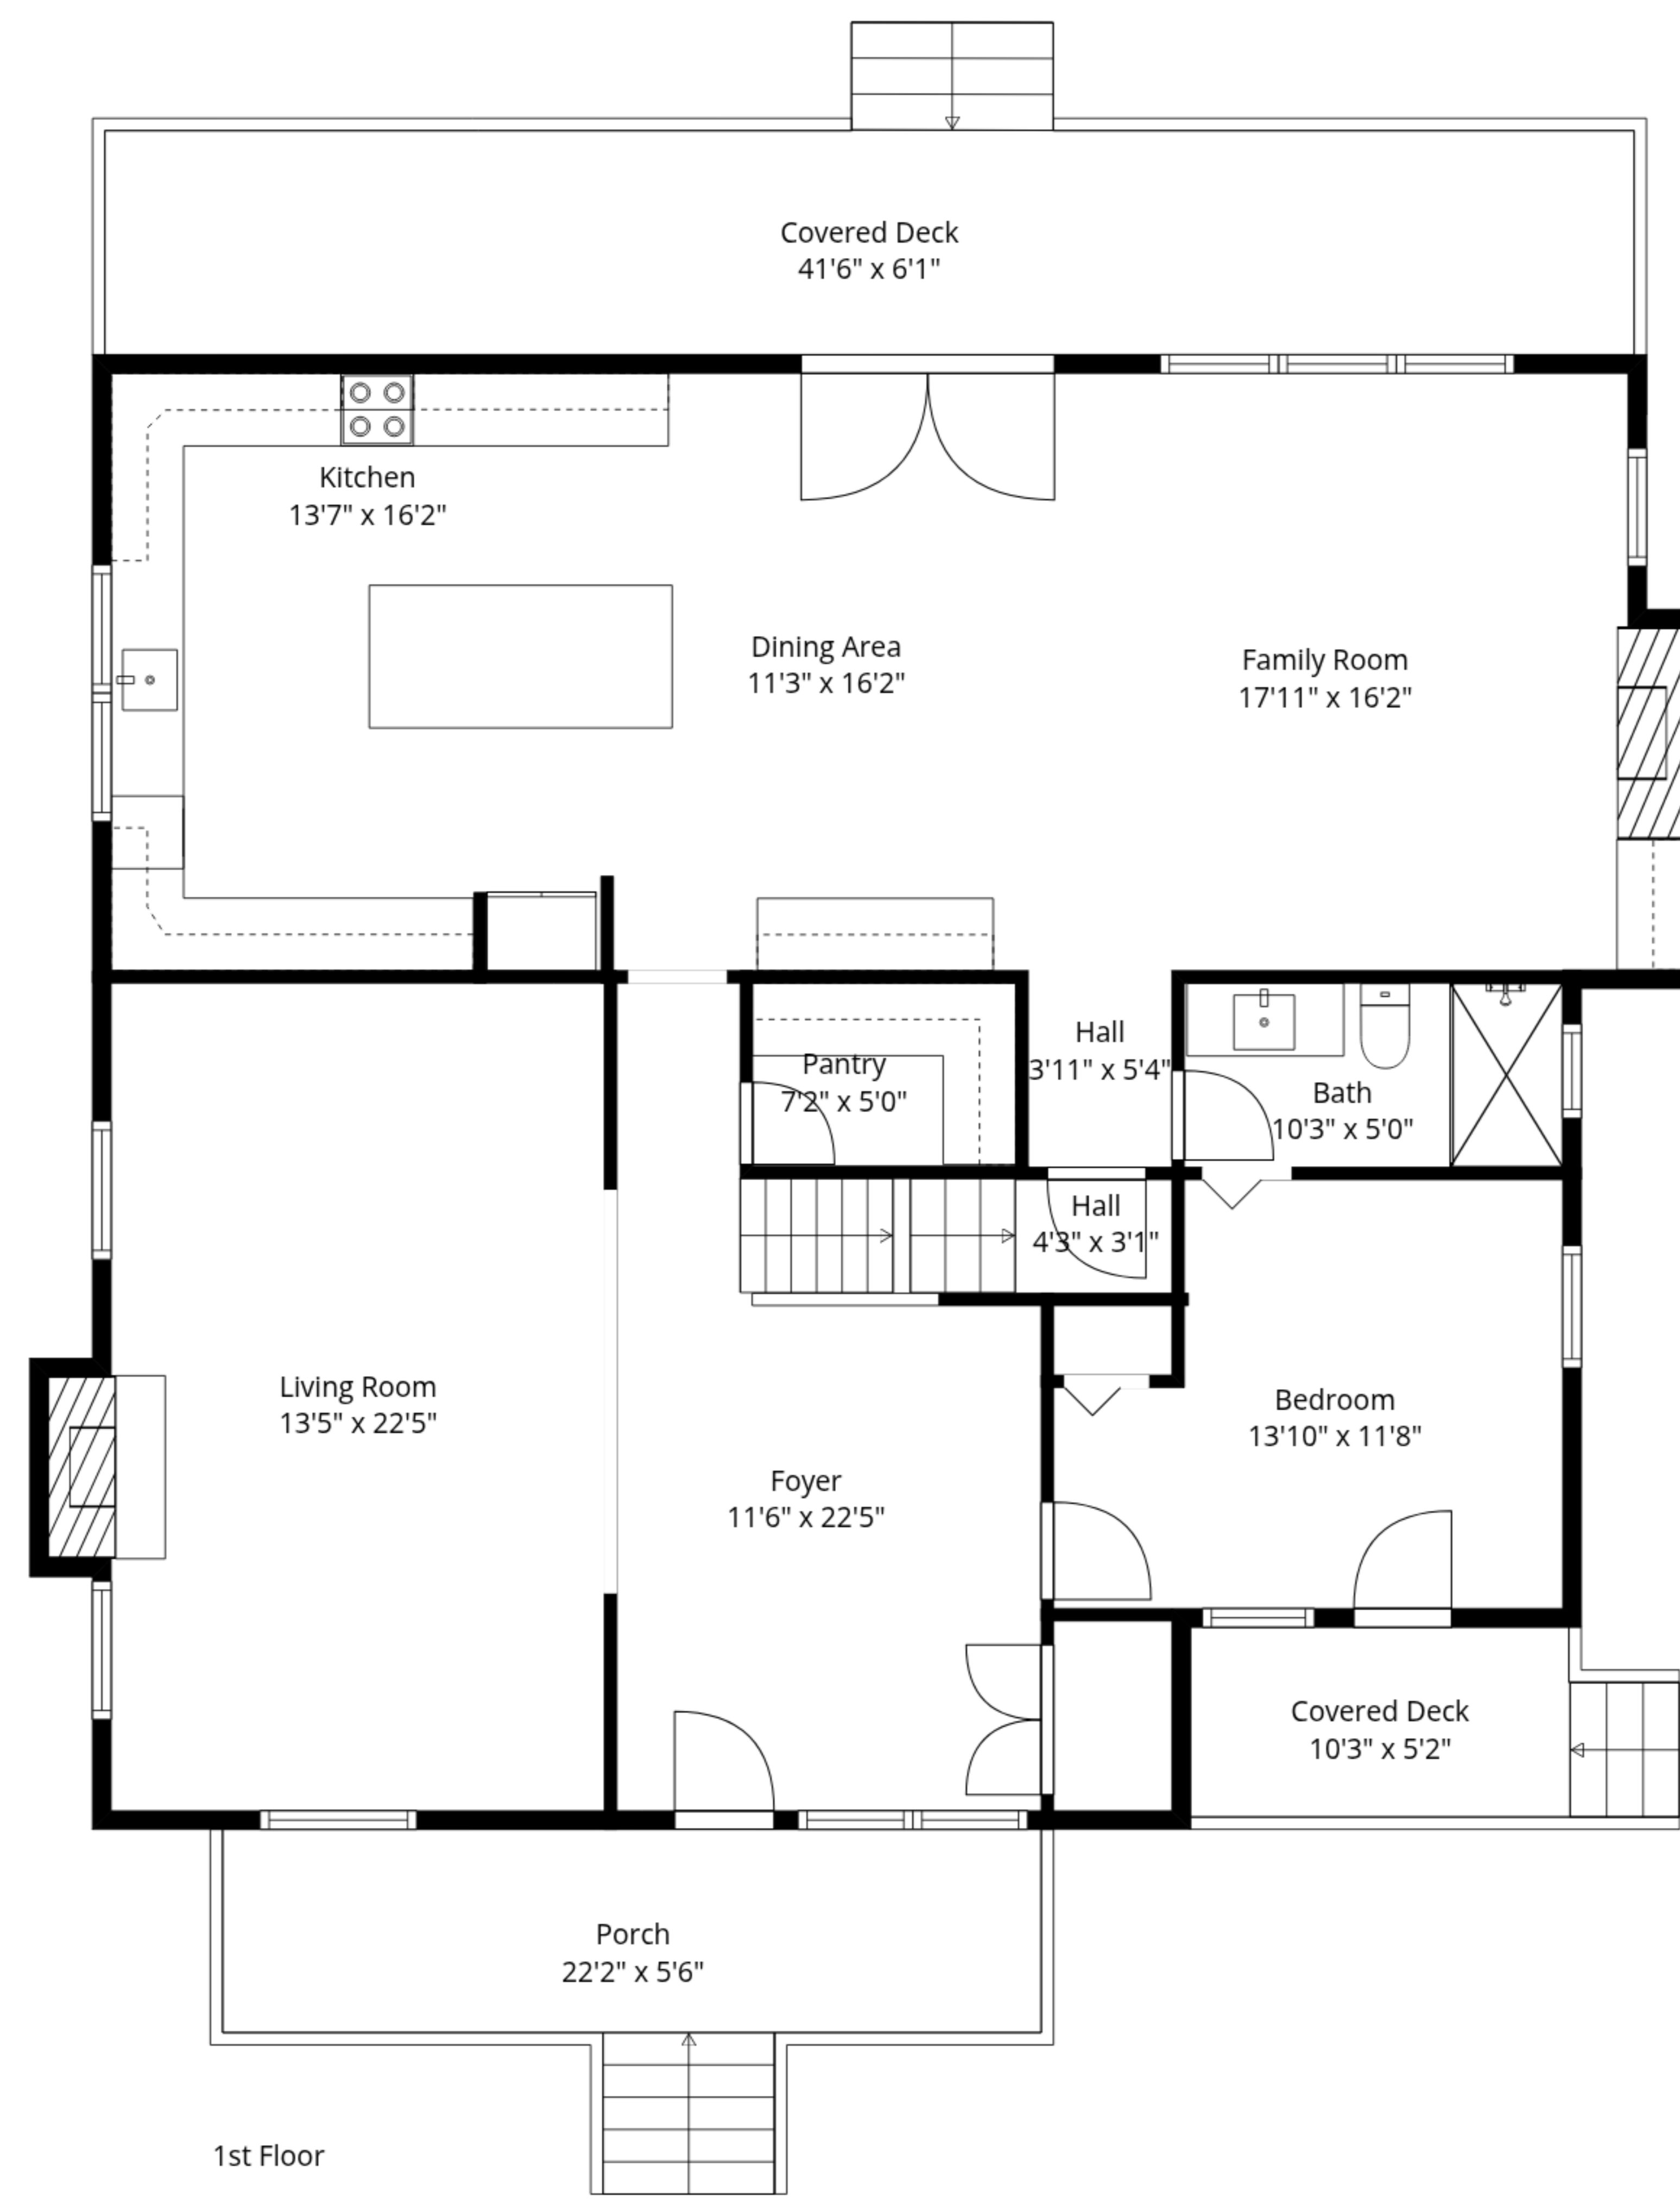 Covered Deck
41'6" x 6'1"
Kitchen
13'7" x 16'2"
Dining Area
11'3" x 16'2"
Family Room
17'11" x 16'2"
Hall
3'11" x 5'4"
Pantry
7'2" x 5'0"
Bath
10'3" x 5'0"
Hall
4'3" x 3'1"
Living Room
13'5" x 22'5"
Bedroom
13'10" x 11'8"
Foyer
11'6" x 22'5"
Covered Deck
10'3" x 5'2"
Porch
22'2" x 5'6"
1st Floor